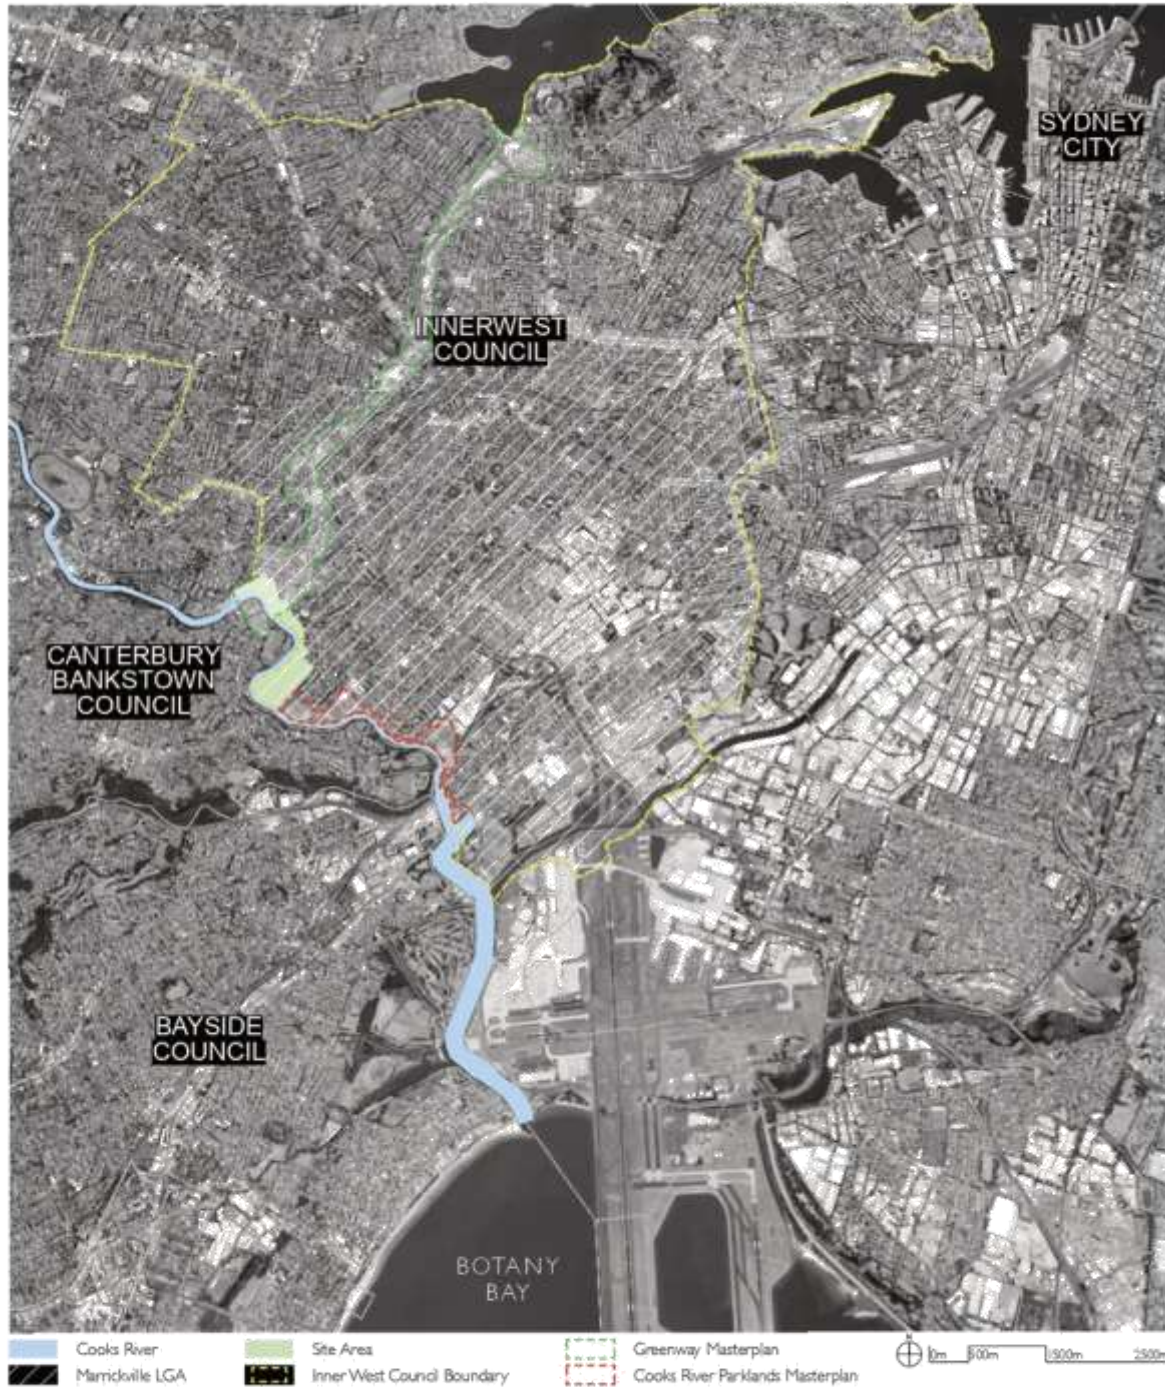 SYDNEY
CITY
INNERWEST
COUNCIL
CANTERBURY
BANKSTOWN
COUNCIL
BAYSIDE
COUNCIL
BOTANY
BAY
Cooks River
Site Area
Greenway Masterplan
N
0m 500m 1500m 2500m
Marrickville LGA
Inner West Council Boundary
Cooks River Parklands Masterplan